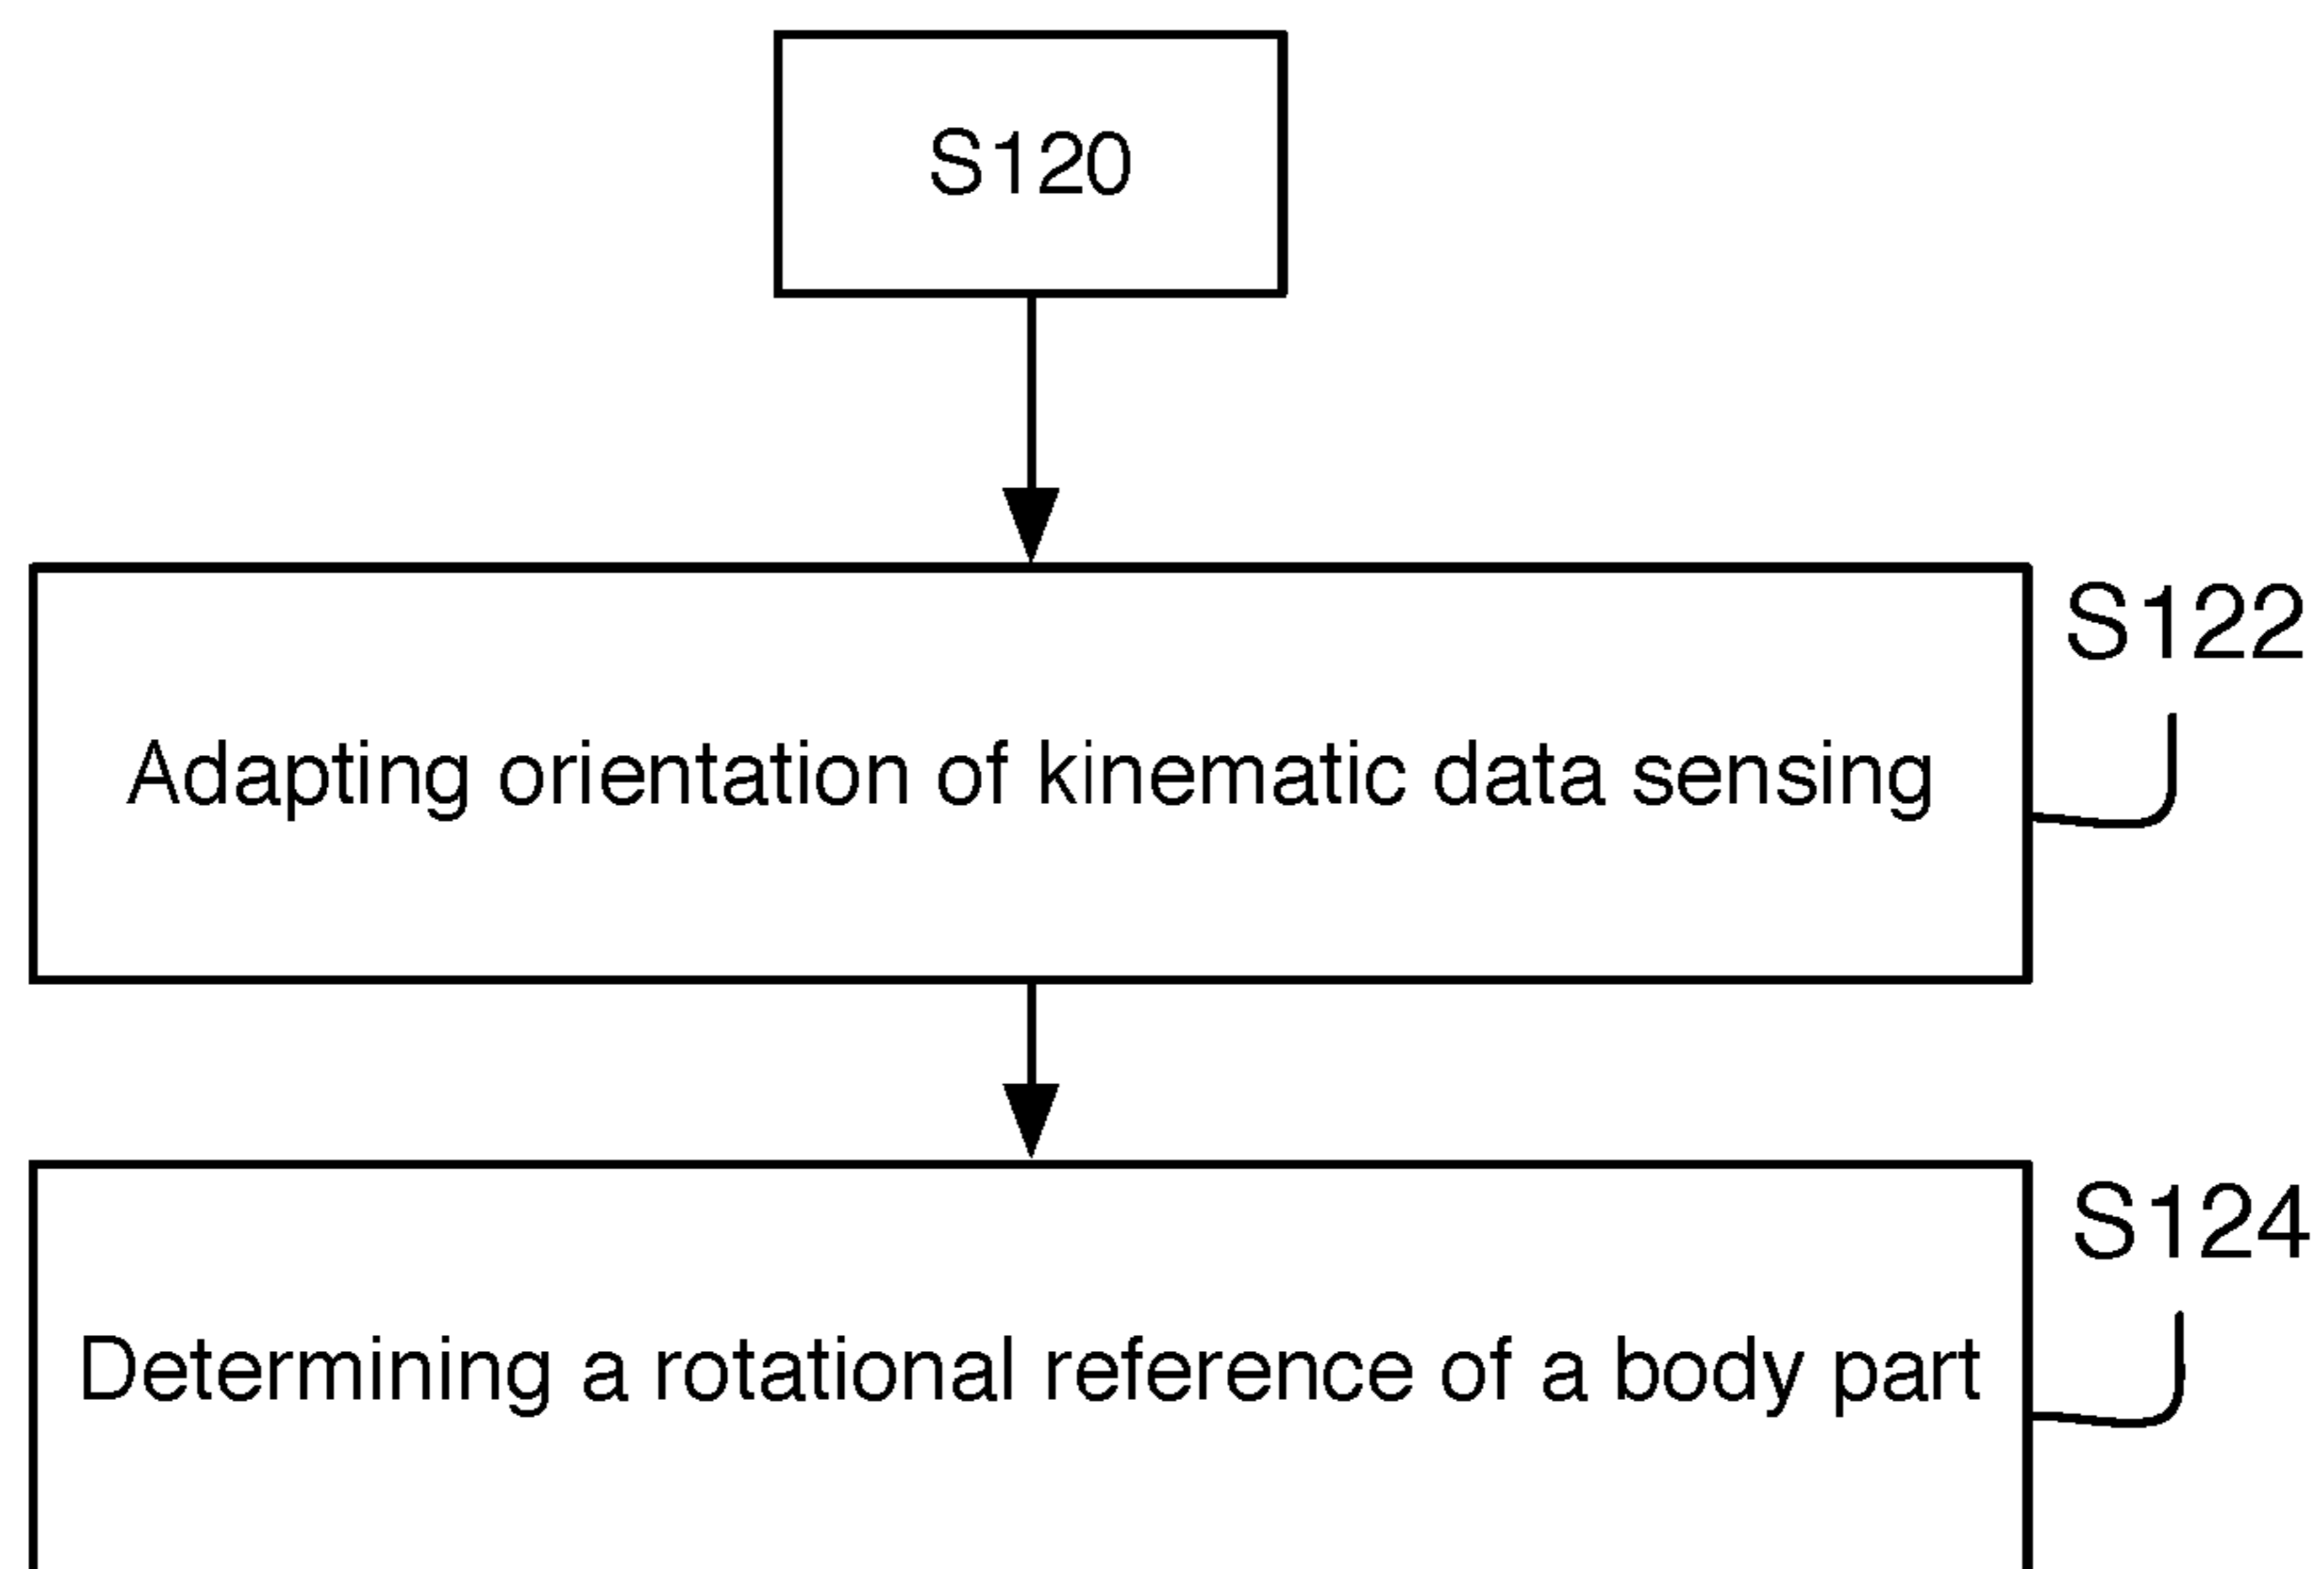 S120
S122
Adapting orientation of kinematic data sensing
S124
Determining a rotational reference of a body part